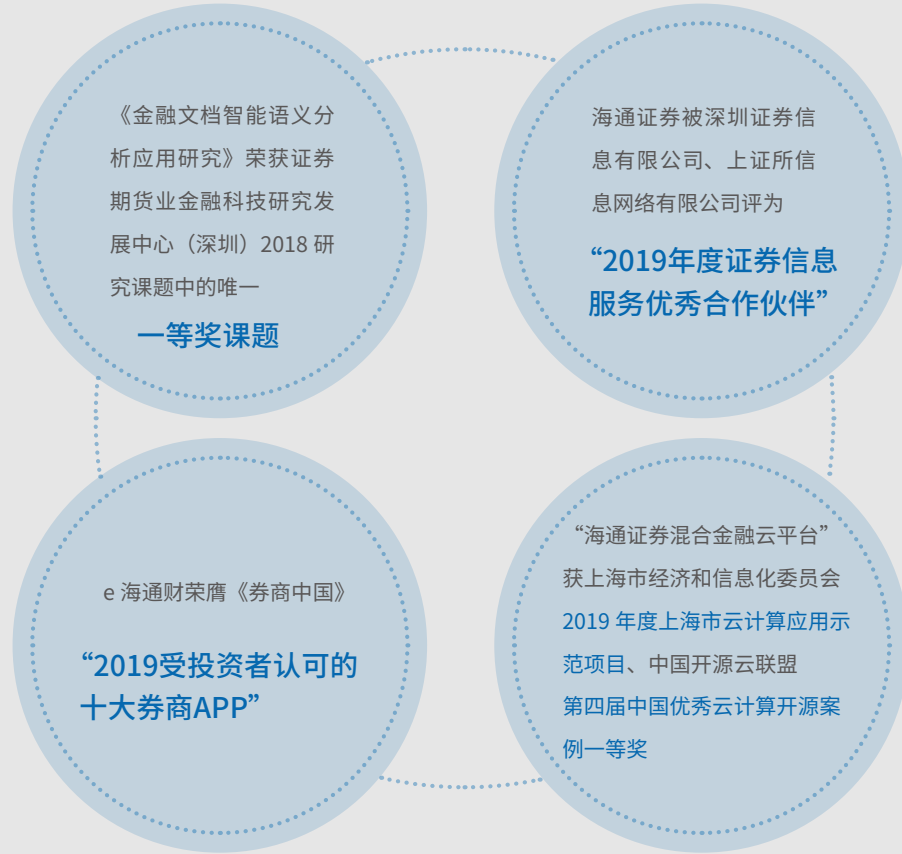 《金融文档智能语义分
析应用研究》荣获证券
期货业金融科技研究发
展中心（深圳）2018 研
究课题中的唯一
一等奖课题
海通证券被深圳证券信
息有限公司、上证所信
息网络有限公司评为
“2019年度证券信息
服务优秀合作伙伴”
e 海通财荣膺《券商中国》
“2019受投资者认可的
十大券商APP”
“海通证券混合金融云平台”
获上海市经济和信息化委员会
2019 年度上海市云计算应用示
范项目、中国开源云联盟
第四届中国优秀云计算开源案
例一等奖